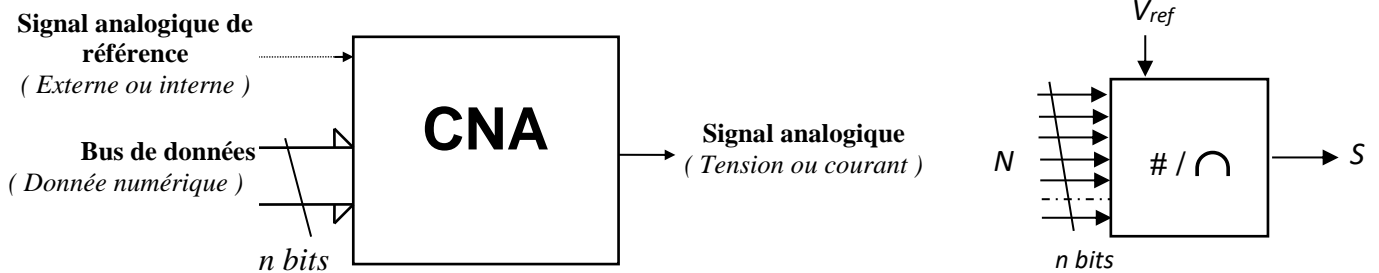 Signal analogique de
référence
( Externe ou interne )
Bus de données
( Donnée numérique )
n bits
CNA
Signal analogique
( Tension ou courant )
Vref
N
# / ∩
S
n bits